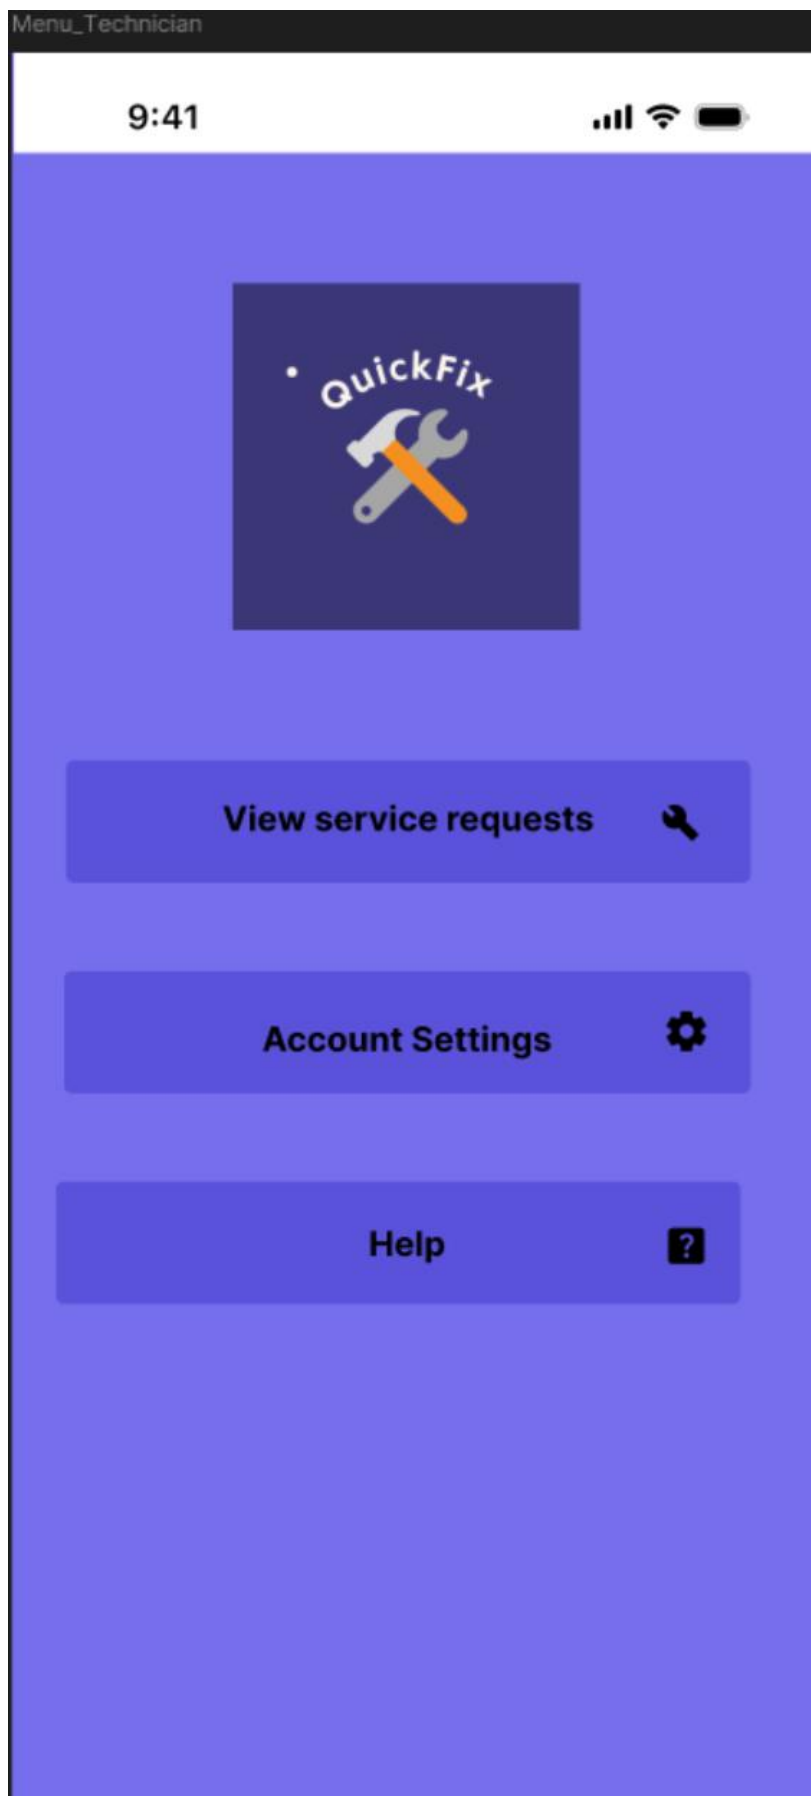 Menu_Technician
9:41
QuickFix
View service requests
Account Settings
Help
?